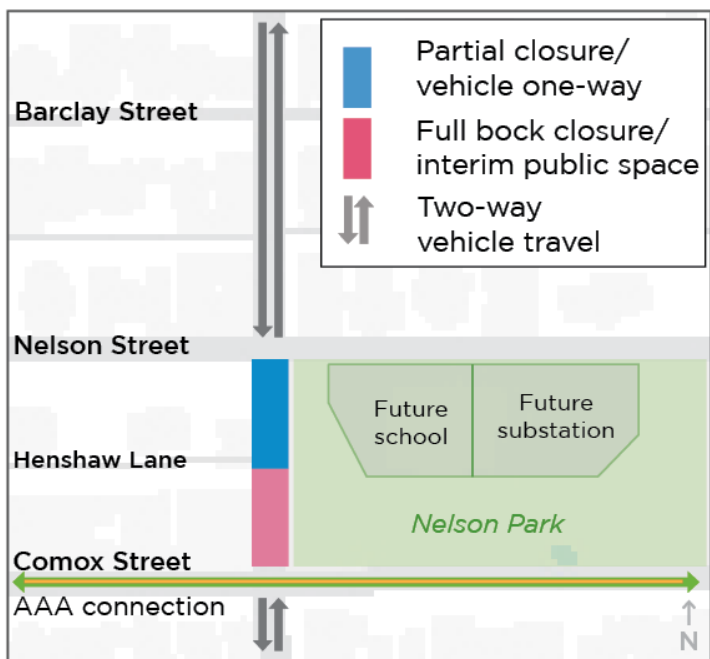 Partial closure/
vehicle one-way
Full bock closure/
interim public space
Two-way
vehicle travel
Barclay Street
Nelson Street
Future
school
Future
substation
Henshaw Lane
Nelson Park
Comox Street
AAA connection
N